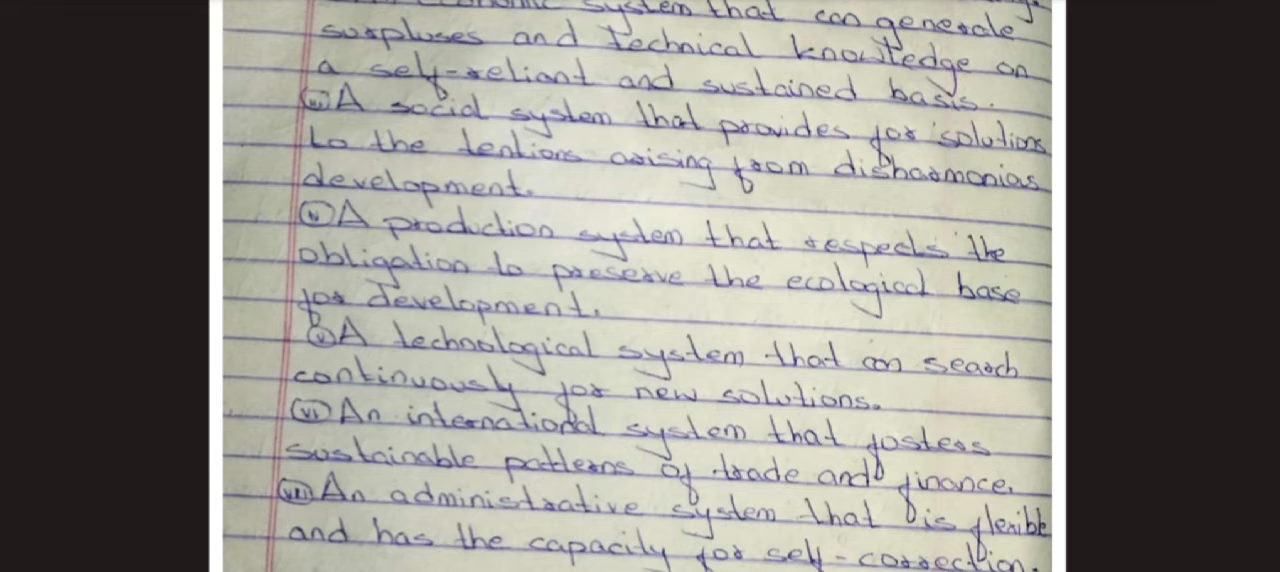 system that can generate
surpluses and technical knowledge on
a self-reliant and sustained basis.
(iii) A social system that provides for solutions
to the tentions arising from disharmonias
development.
(iv) A production system that respects the
obligation to preserve the ecological base
for development.
(v) A technological system that can search
continuously for new solutions.
(vi) An international system that fosters
sustainable patterns of trade and finance.
(vii) An administrative system that is flexible
and has the capacity for self-correction.